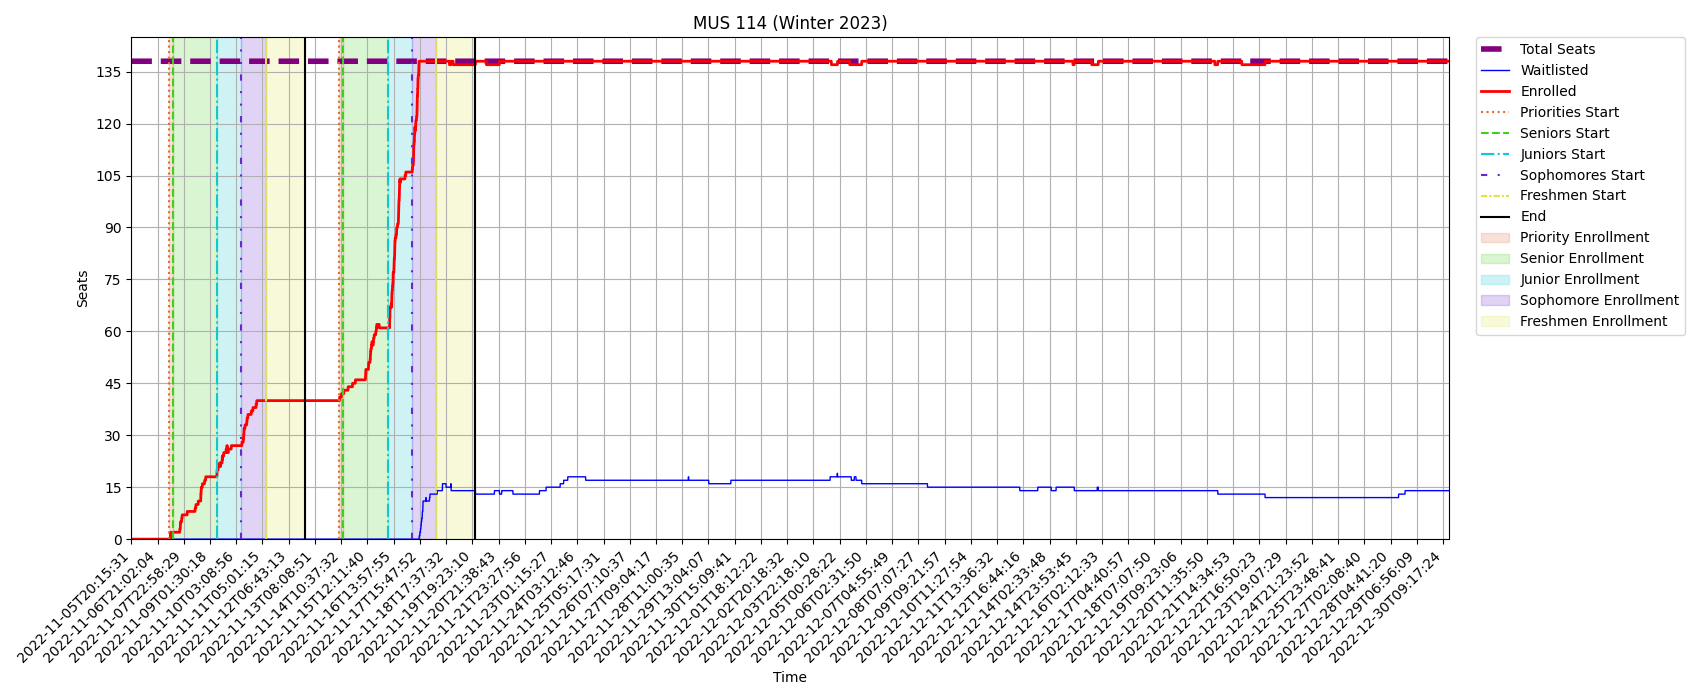 MUS 114 (Winter 2023)
Seats
135
120
105
90
75
60
45
30
15
0
2022-11-05T20:15:31
2022-11-06T21:02:04
2022-11-07T22:58:29
2022-11-09T01:30:18
2022-11-10T03:08:56
2022-11-11T05:01:15
2022-11-12T06:43:13
2022-11-13T08:08:51
2022-11-14T10:37:32
2022-11-15T12:11:40
2022-11-16T13:57:55
2022-11-17T15:47:52
2022-11-18T17:37:32
2022-11-19T19:23:10
2022-11-20T21:38:43
2022-11-21T23:27:56
2022-11-23T01:15:27
2022-11-24T03:12:46
2022-11-25T05:17:31
2022-11-26T07:10:37
2022-11-27T09:04:17
2022-11-28T11:00:35
2022-11-29T13:04:07
2022-11-30T15:09:41
2022-12-01T18:12:22
2022-12-02T20:18:32
2022-12-03T22:18:10
2022-12-05T00:28:22
2022-12-06T02:31:50
2022-12-07T04:55:49
2022-12-08T07:07:27
2022-12-09T09:21:57
2022-12-10T11:27:54
2022-12-11T13:36:32
2022-12-12T16:44:16
2022-12-14T02:33:48
2022-12-14T23:53:45
2022-12-16T02:12:33
2022-12-17T04:40:57
2022-12-18T07:07:50
2022-12-19T09:23:06
2022-12-20T11:35:50
2022-12-21T14:34:53
2022-12-22T16:50:23
2022-12-23T19:07:29
2022-12-24T21:23:52
2022-12-25T23:48:41
2022-12-27T02:08:40
2022-12-28T04:41:20
2022-12-29T06:56:09
2022-12-30T09:17:24
Time
Total Seats
Waitlisted
Enrolled
Priorities Start
Seniors Start
Juniors Start
Sophomores Start
Freshmen Start
End
Priority Enrollment
Senior Enrollment
Junior Enrollment
Sophomore Enrollment
Freshmen Enrollment